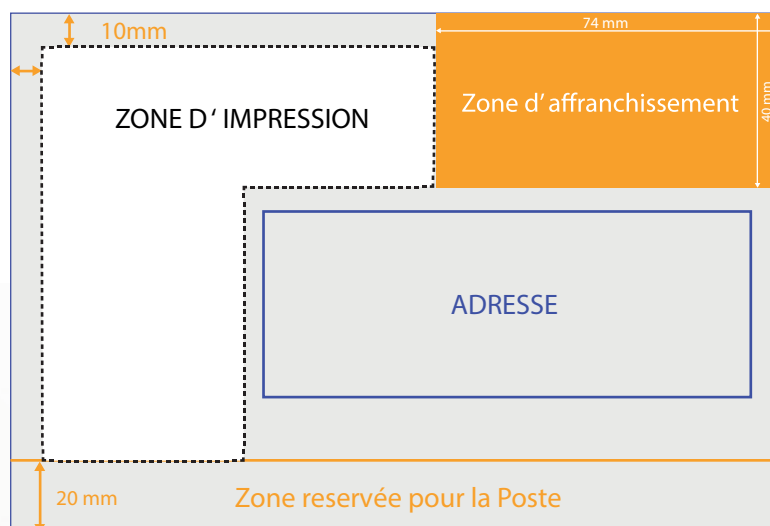 10mm
74 mm
ZONE D ' IMPRESSION
Zone d' affranchissement
40 mm
ADRESSE
20 mm
Zone reservée pour la Poste